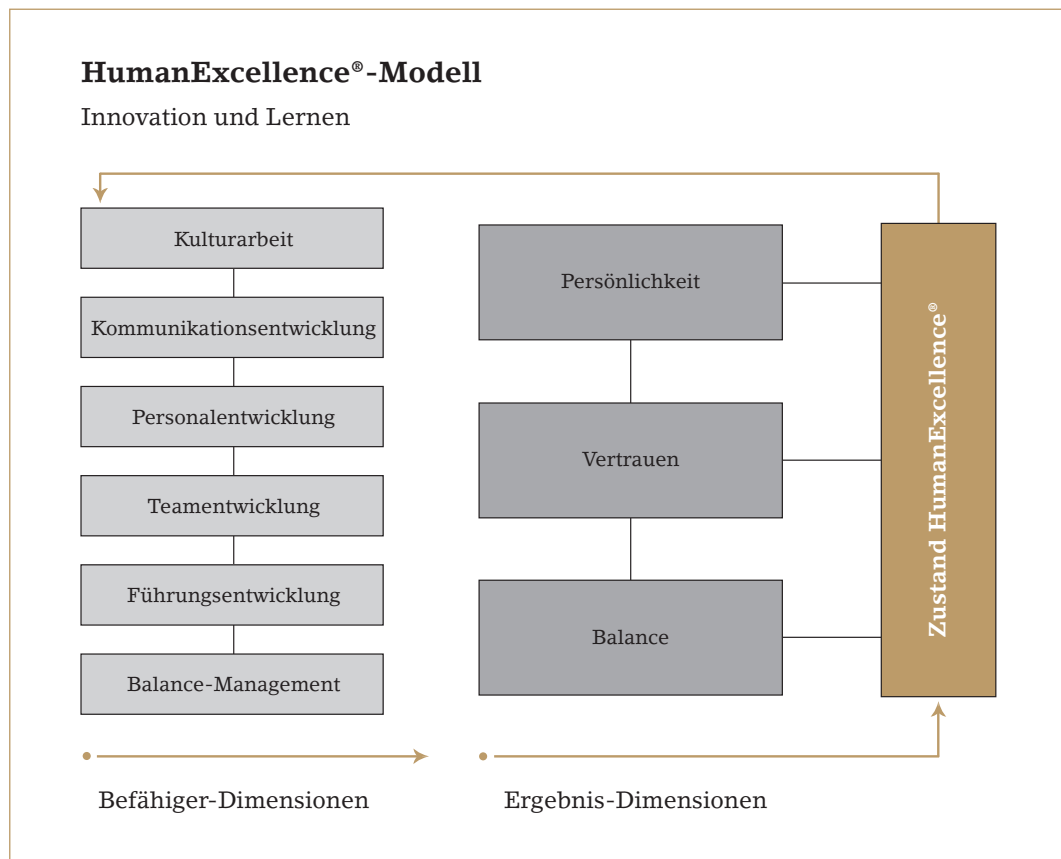 HumanExcellence®-Modell
Innovation und Lernen
Kulturarbeit
Kommunikationsentwicklung
Personalentwicklung
Teamentwicklung
Führungsentwicklung
Balance-Management
Persönlichkeit
Vertrauen
Balance
Zustand HumanExcellence®
Befähiger-Dimensionen
Ergebnis-Dimensionen